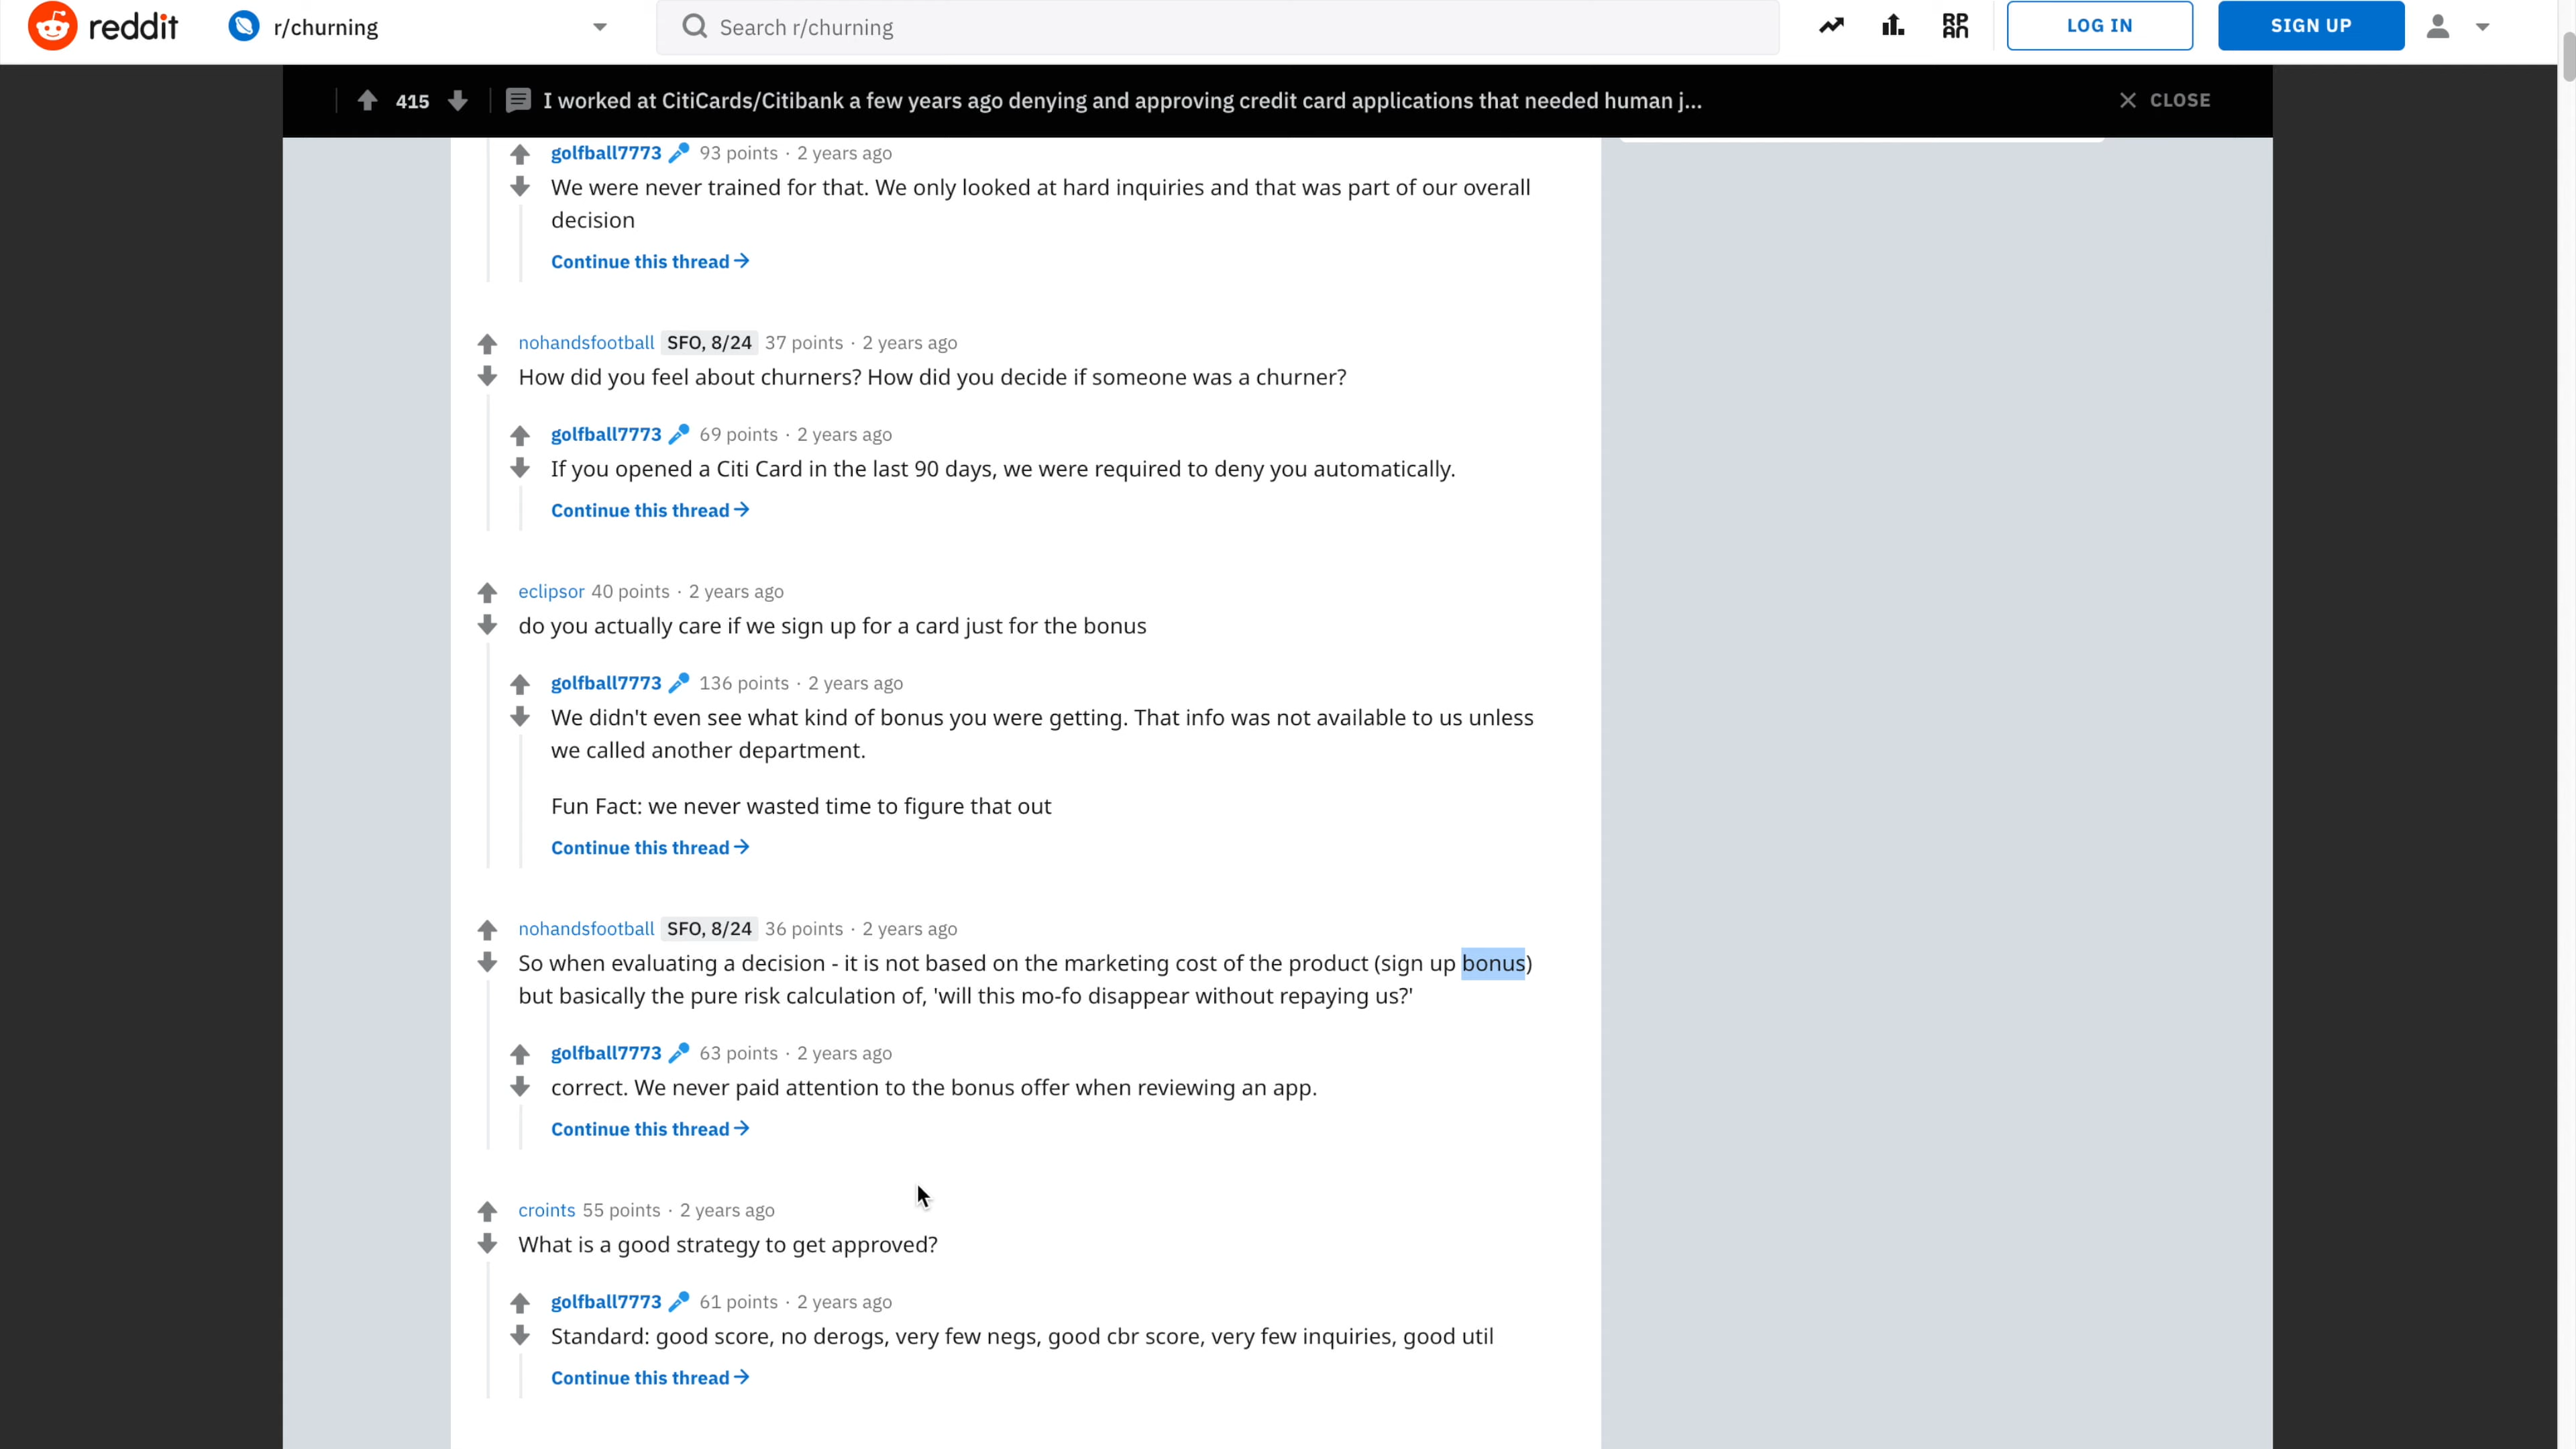 reddit
r/churning
Search r/churning
RPAN
LOG IN
SIGN UP
415
I worked at CitiCards/Citibank a few years ago denying and approving credit card applications that needed human j...
CLOSE
golfball7773 93 points · 2 years ago
We were never trained for that. We only looked at hard inquiries and that was part of our overall
decision
Continue this thread
nohandsfootball SFO, 8/24 37 points · 2 years ago
How did you feel about churners? How did you decide if someone was a churner?
golfball7773 69 points · 2 years ago
If you opened a Citi Card in the last 90 days, we were required to deny you automatically.
Continue this thread
eclipsor 40 points · 2 years ago
do you actually care if we sign up for a card just for the bonus
golfball7773 136 points · 2 years ago
We didn't even see what kind of bonus you were getting. That info was not available to us unless
we called another department.
Fun Fact: we never wasted time to figure that out
Continue this thread
nohandsfootball SFO, 8/24 36 points · 2 years ago
So when evaluating a decision - it is not based on the marketing cost of the product (sign up bonus)
but basically the pure risk calculation of, 'will this mo-fo disappear without repaying us?'
golfball7773 63 points · 2 years ago
correct. We never paid attention to the bonus offer when reviewing an app.
Continue this thread
croints 55 points · 2 years ago
What is a good strategy to get approved?
golfball7773 61 points · 2 years ago
Standard: good score, no derogs, very few negs, good cbr score, very few inquiries, good util
Continue this thread